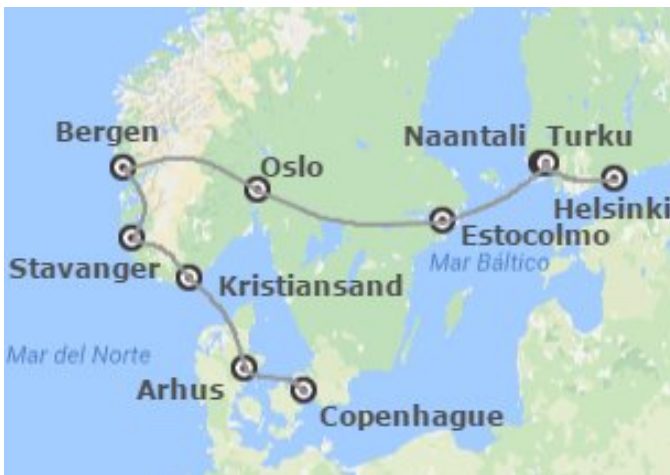 Bergen
Naantali Turku
Oslo
Helsinki
Estocolmo
Stavanger
Mar Báltico
Kristiansand
Mar del Norte
Arhus
Copenhague